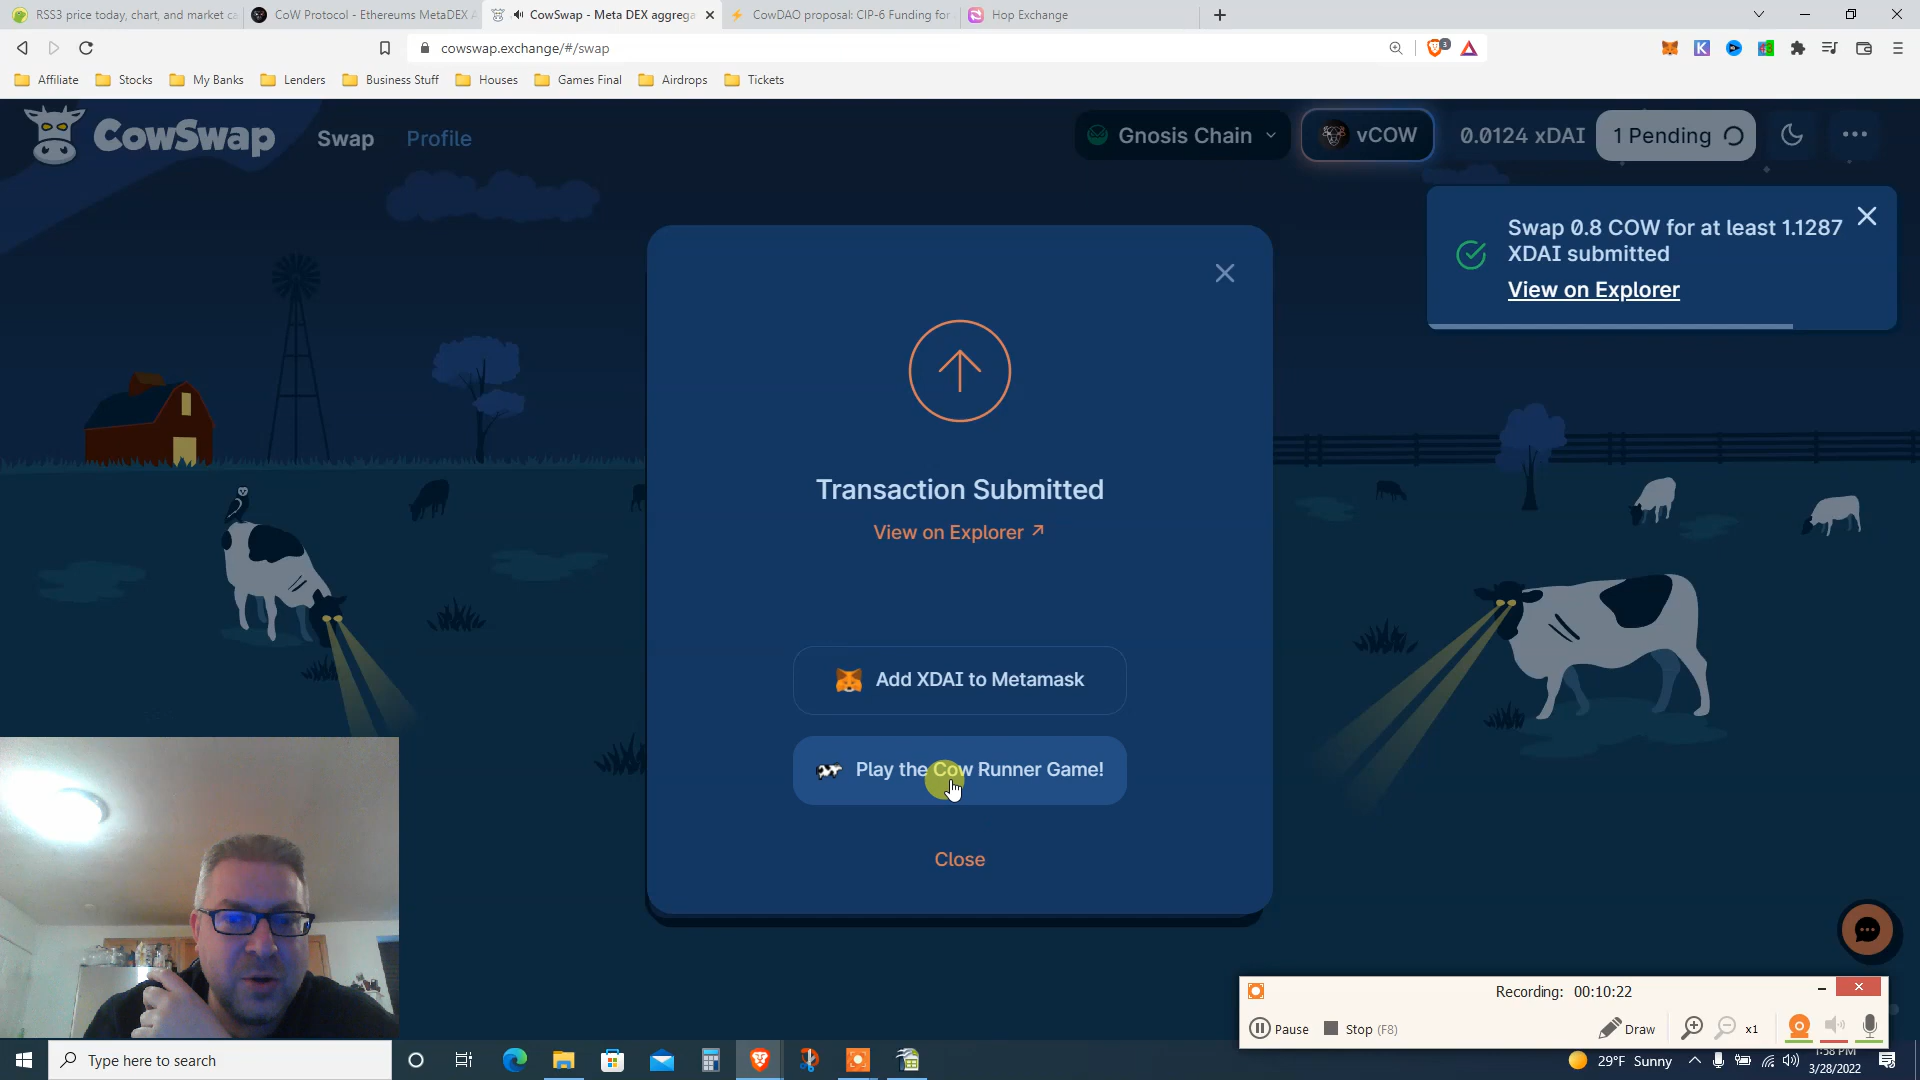 RSS3 price today, chart, and market ca
CoW Protocol - Ethereums MetaDEX A
CowSwap - Meta DEX aggrega
CowDAO proposal: CIP-6 Funding for
Hop Exchange
cowswap.exchange/#/swap
3
Affiliate
Stocks
My Banks
Lenders
Business Stuff
Houses
Games Final
Airdrops
Tickets
CowSwap
Swap
Profile
Gnosis Chain
vCOW
0.0124 xDAI
1 Pending
Swap 0.8 COW for at least 1.1287
XDAI submitted
View on Explorer
Transaction Submitted
View on Explorer ↗
Add XDAI to Metamask
Play the Cow Runner Game!
Close
Recording: 00:10:22
Pause
Stop (F8)
Draw
x1
Type here to search
29°F Sunny
1:58 PM
3/28/2022